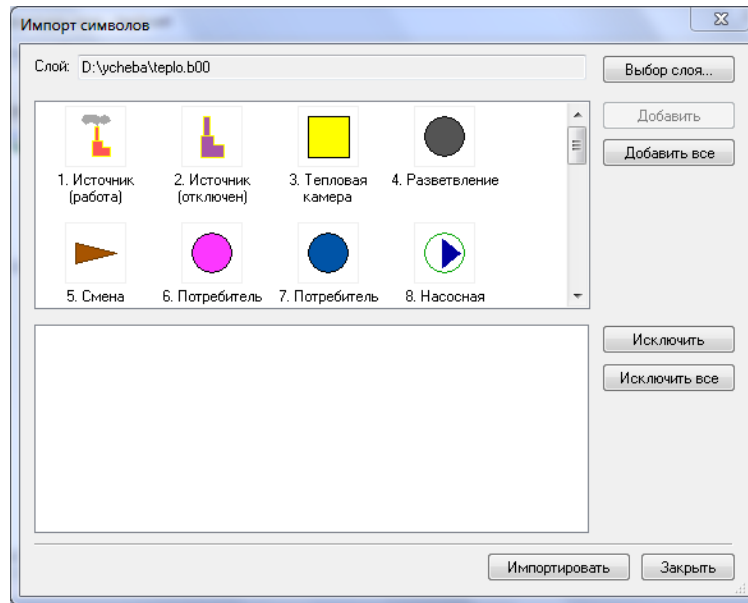 Импорт символов
Слой: D:\ycheba\teplo.b00
Выбор слоя...
Добавить
Добавить все
1. Источник (работа)
2. Источник (отключен)
3. Тепловая камера
4. Разветвление
5. Смена
6. Потребитель
7. Потребитель
8. Насосная
Исключить
Исключить все
Импортировать
Закрыть